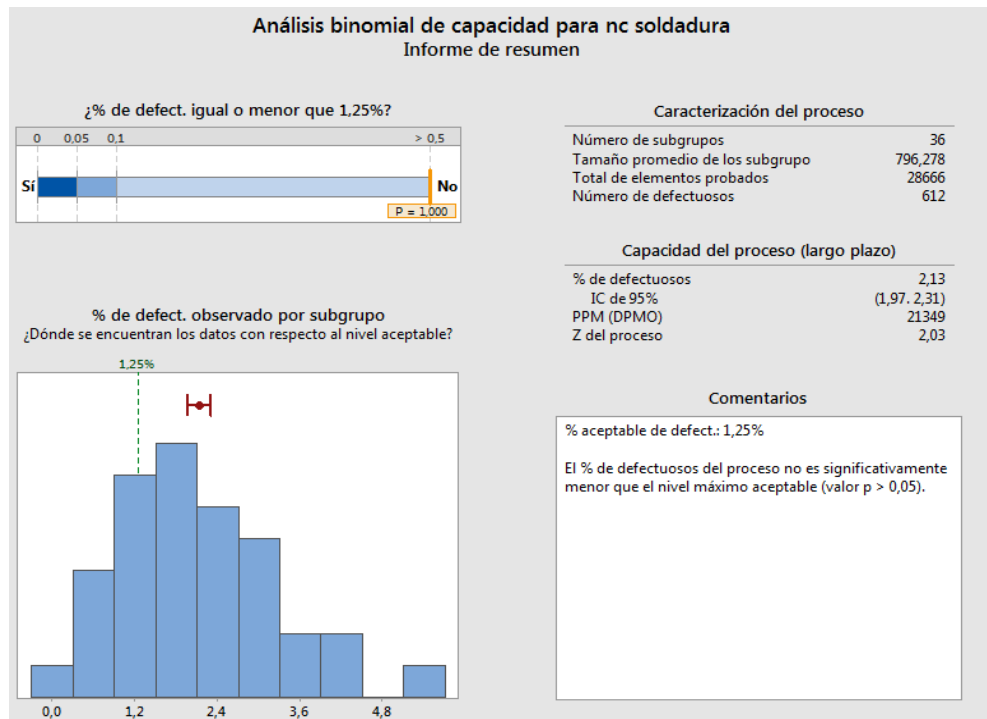 Análisis binomial de capacidad para nc soldadura
Informe de resumen
¿% de defect. igual o menor que 1,25%?
0 0,05 0,1 > 0,5
Sí No
P = 1,000
Caracterización del proceso
Número de subgrupos 36
Tamaño promedio de los subgrupo 796,278
Total de elementos probados 28666
Número de defectuosos 612
Capacidad del proceso (largo plazo)
% de defectuosos 2,13
IC de 95% (1,97. 2,31)
PPM (DPMO) 21349
Z del proceso 2,03
% de defect. observado por subgrupo
¿Dónde se encuentran los datos con respecto al nivel aceptable?
1,25%
0,0 1,2 2,4 3,6 4,8
Comentarios
% aceptable de defect.: 1,25%
El % de defectuosos del proceso no es significativamente
menor que el nivel máximo aceptable (valor p > 0,05).